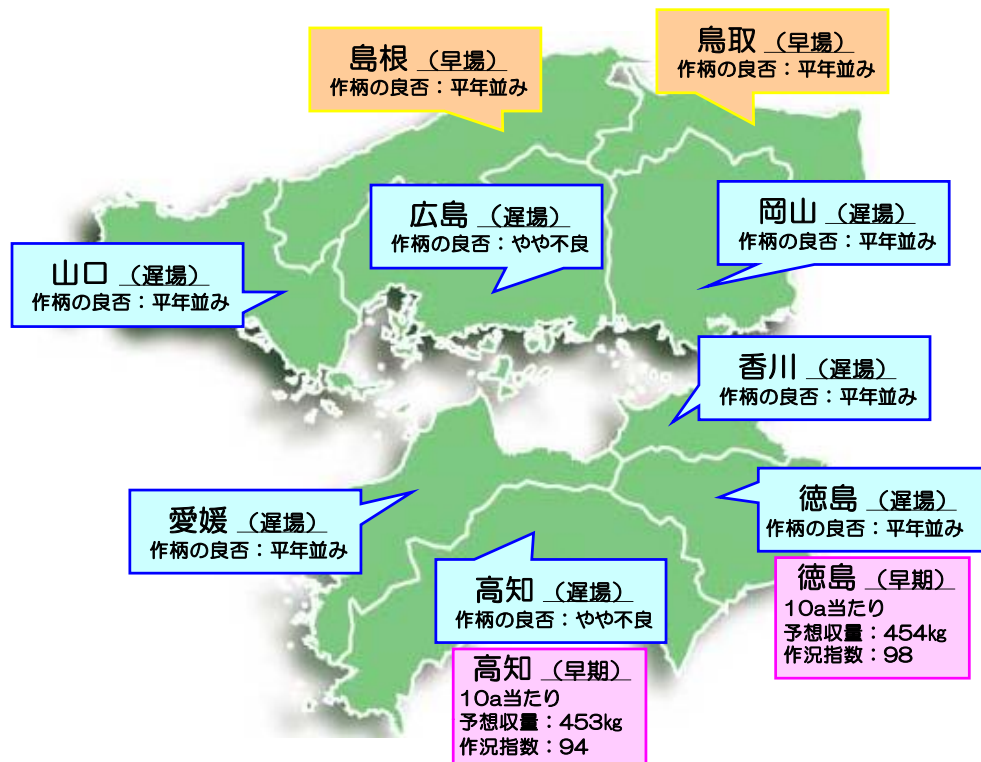 島根（早場）
作柄の良否：平年並み
鳥取（早場）
作柄の良否：平年並み
広島（遅場）
作柄の良否：やや不良
岡山（遅場）
作柄の良否：平年並み
山口（遅場）
作柄の良否：平年並み
香川（遅場）
作柄の良否：平年並み
愛媛（遅場）
作柄の良否：平年並み
徳島（遅場）
作柄の良否：平年並み
高知（遅場）
作柄の良否：やや不良
徳島（早期）
10a当たり
予想収量：454kg
作況指数：98
高知（早期）
10a当たり
予想収量：453kg
作況指数：94